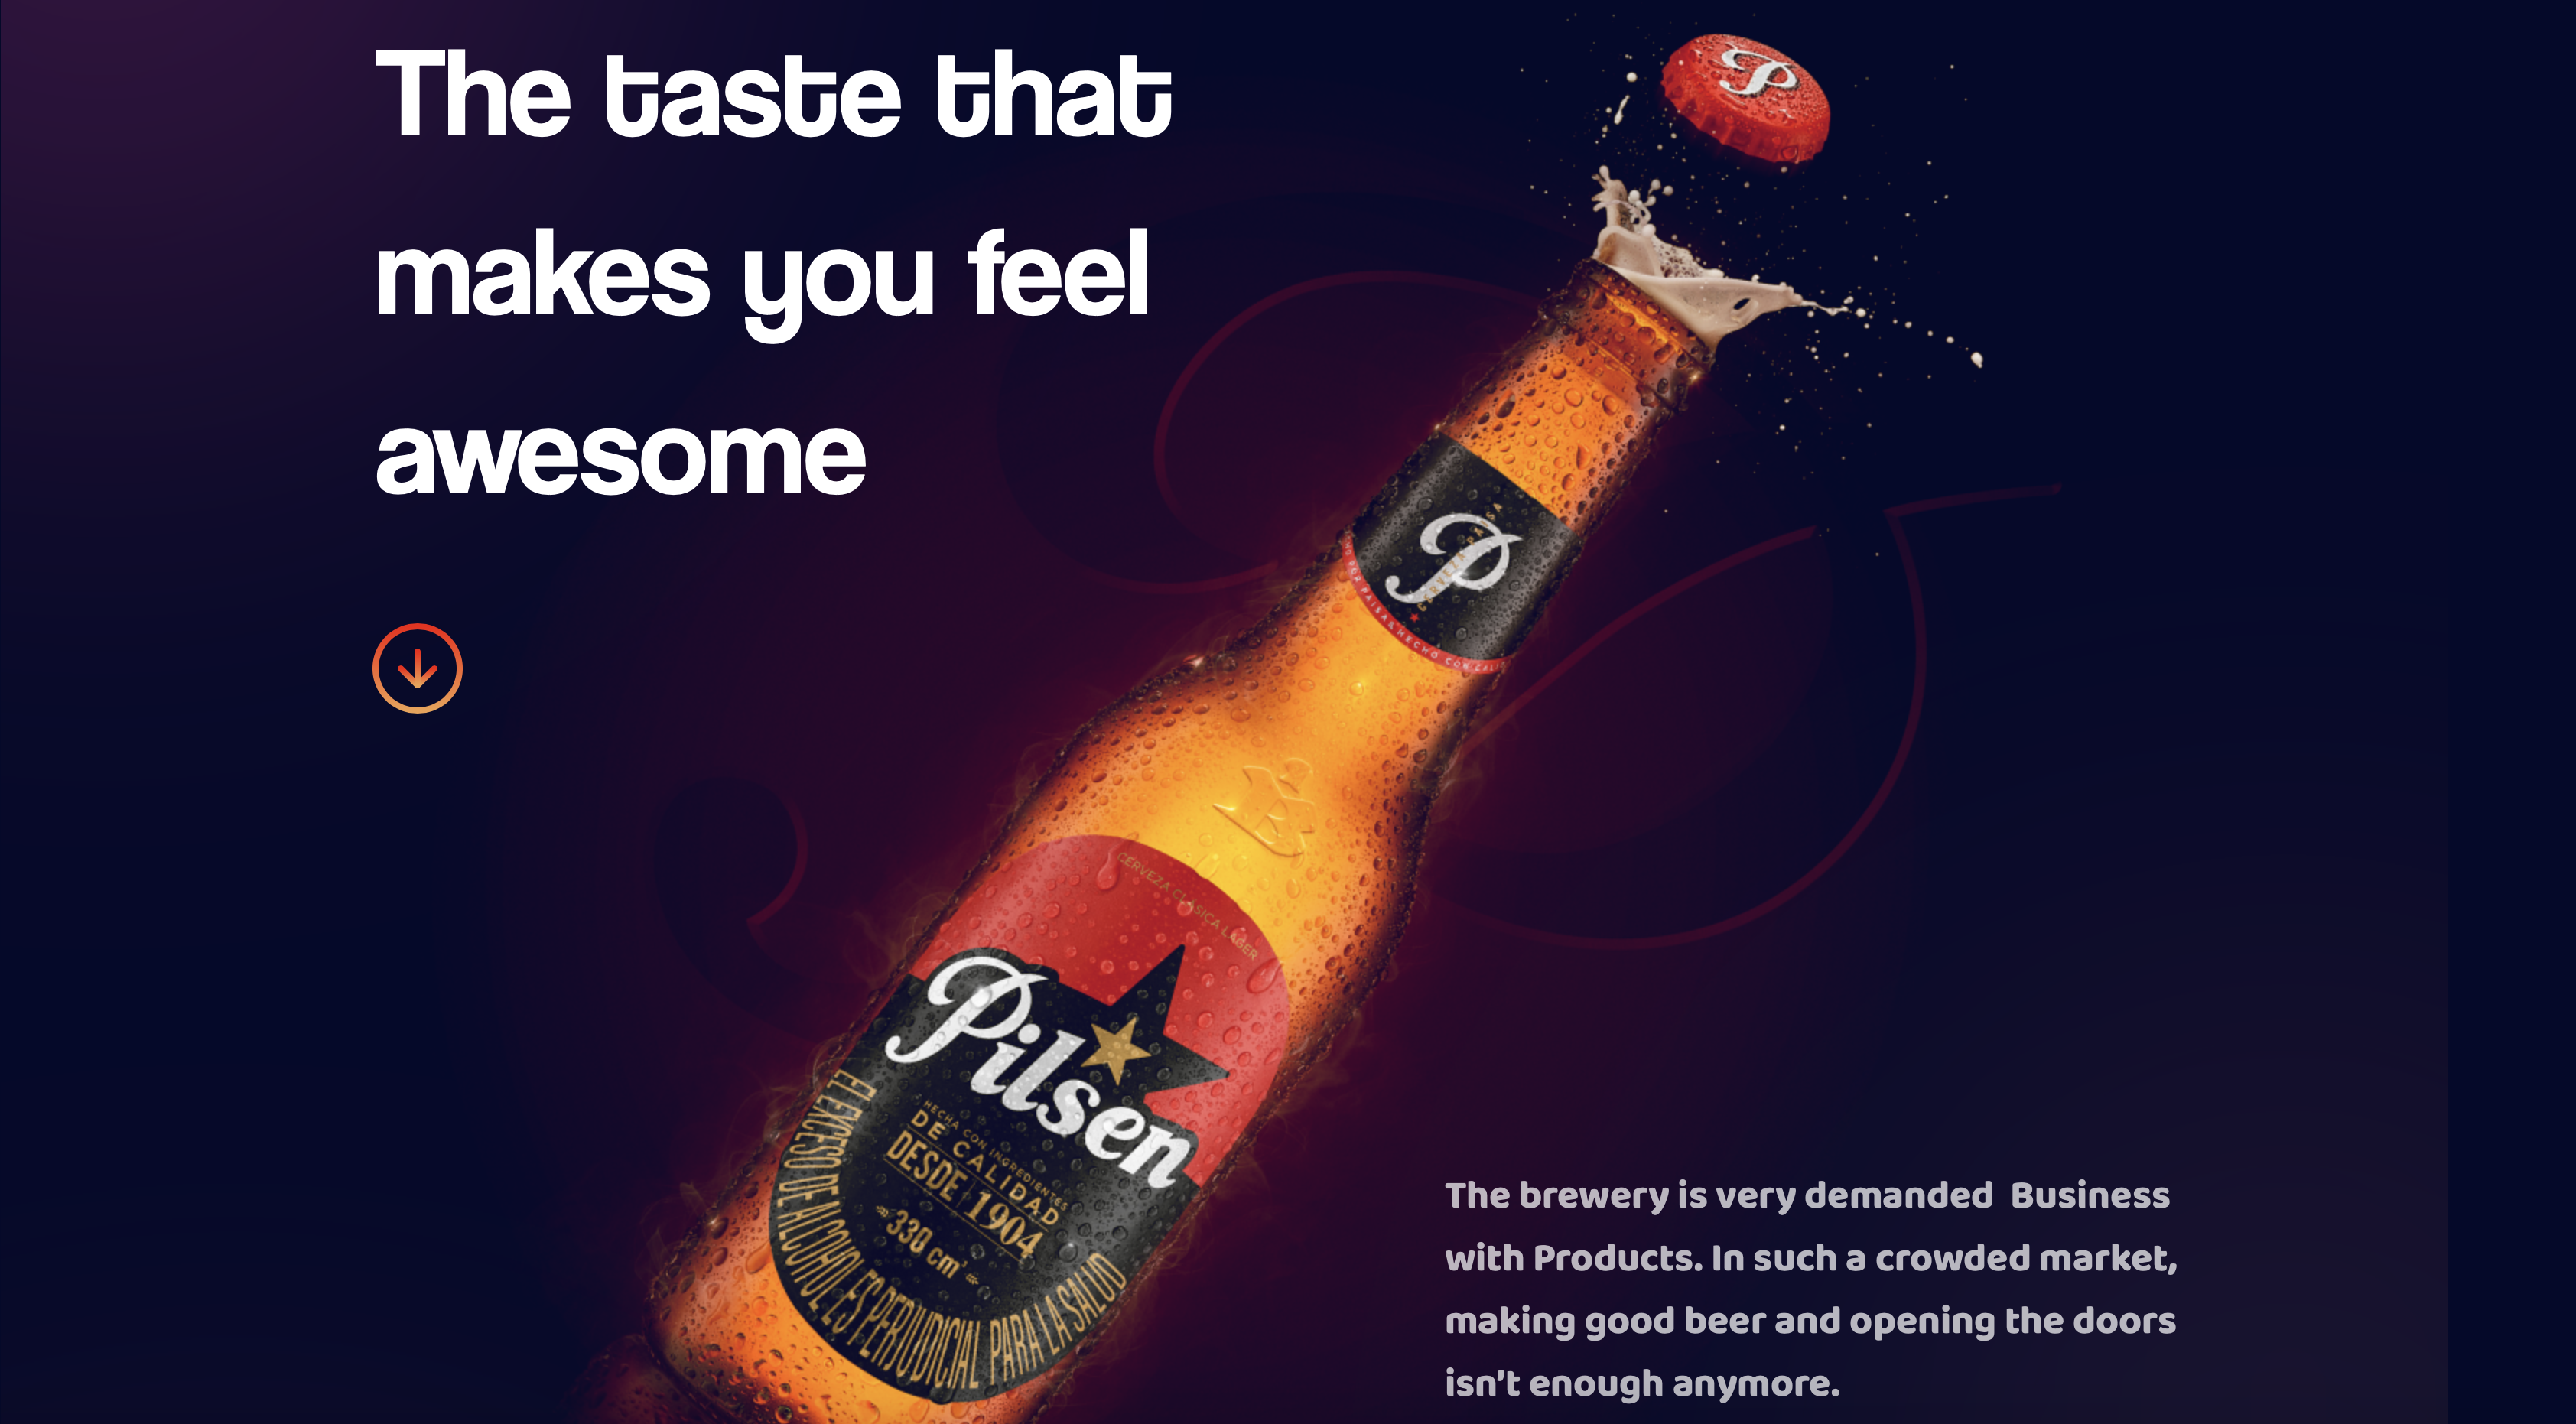 The taste that
makes you feel
awesome
P
P
CERVEZA CLASICA LAGER
Pilsen
HECHA CON INGREDIENTES
DE CALIDAD
DESDE 1904
330 cm³
EL EXCESO DE ALCOHOL ES PERJUDICIAL PARA LA SALUD
The brewery is very demanded  Business
with Products. In such a crowded market,
making good beer and opening the doors
isn’t enough anymore.